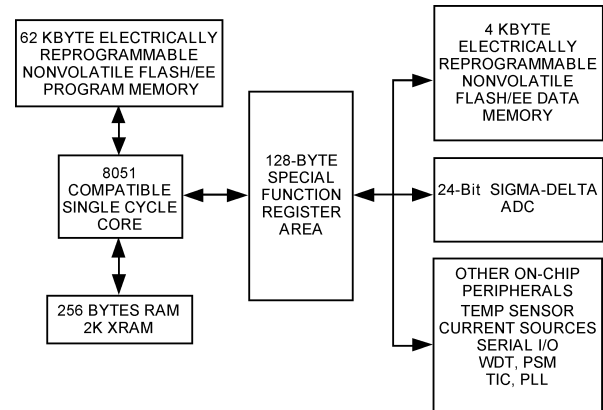 62 KBYTE ELECTRICALLY
REPROGRAMMABLE
NONVOLATILE FLASH/EE
PROGRAM MEMORY
8051
COMPATIBLE
SINGLE CYCLE
CORE
256 BYTES RAM
2K XRAM
128-BYTE
SPECIAL
FUNCTION
REGISTER
AREA
4 KBYTE
ELECTRICALLY
REPROGRAMMABLE
NONVOLATILE
FLASH/EE DATA
MEMORY
24-Bit SIGMA-DELTA
ADC
OTHER ON-CHIP
PERIPHERALS
TEMP SENSOR
CURRENT SOURCES
SERIAL I/O
WDT, PSM
TIC, PLL